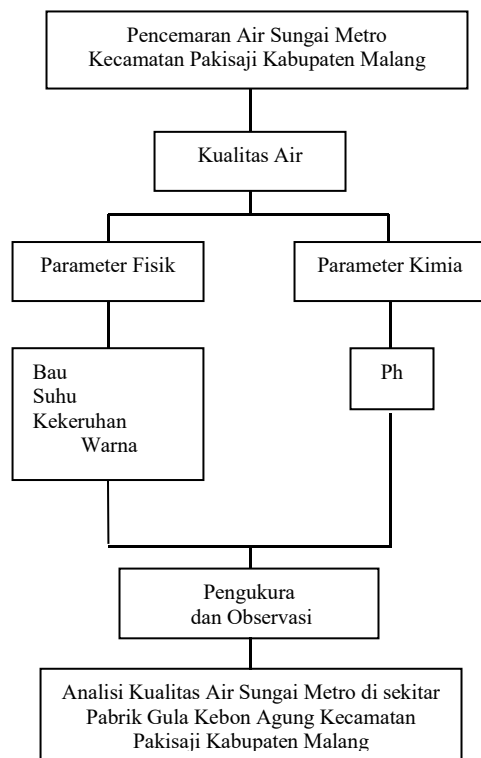 Pencemaran Air Sungai Metro
Kecamatan Pakisaji Kabupaten Malang
Kualitas Air
Parameter Fisik
Parameter Kimia
Bau
Suhu
Kekeruhan
Warna
Ph
Pengukura
dan Observasi
Analisi Kualitas Air Sungai Metro di sekitar
Pabrik Gula Kebon Agung Kecamatan
Pakisaji Kabupaten Malang